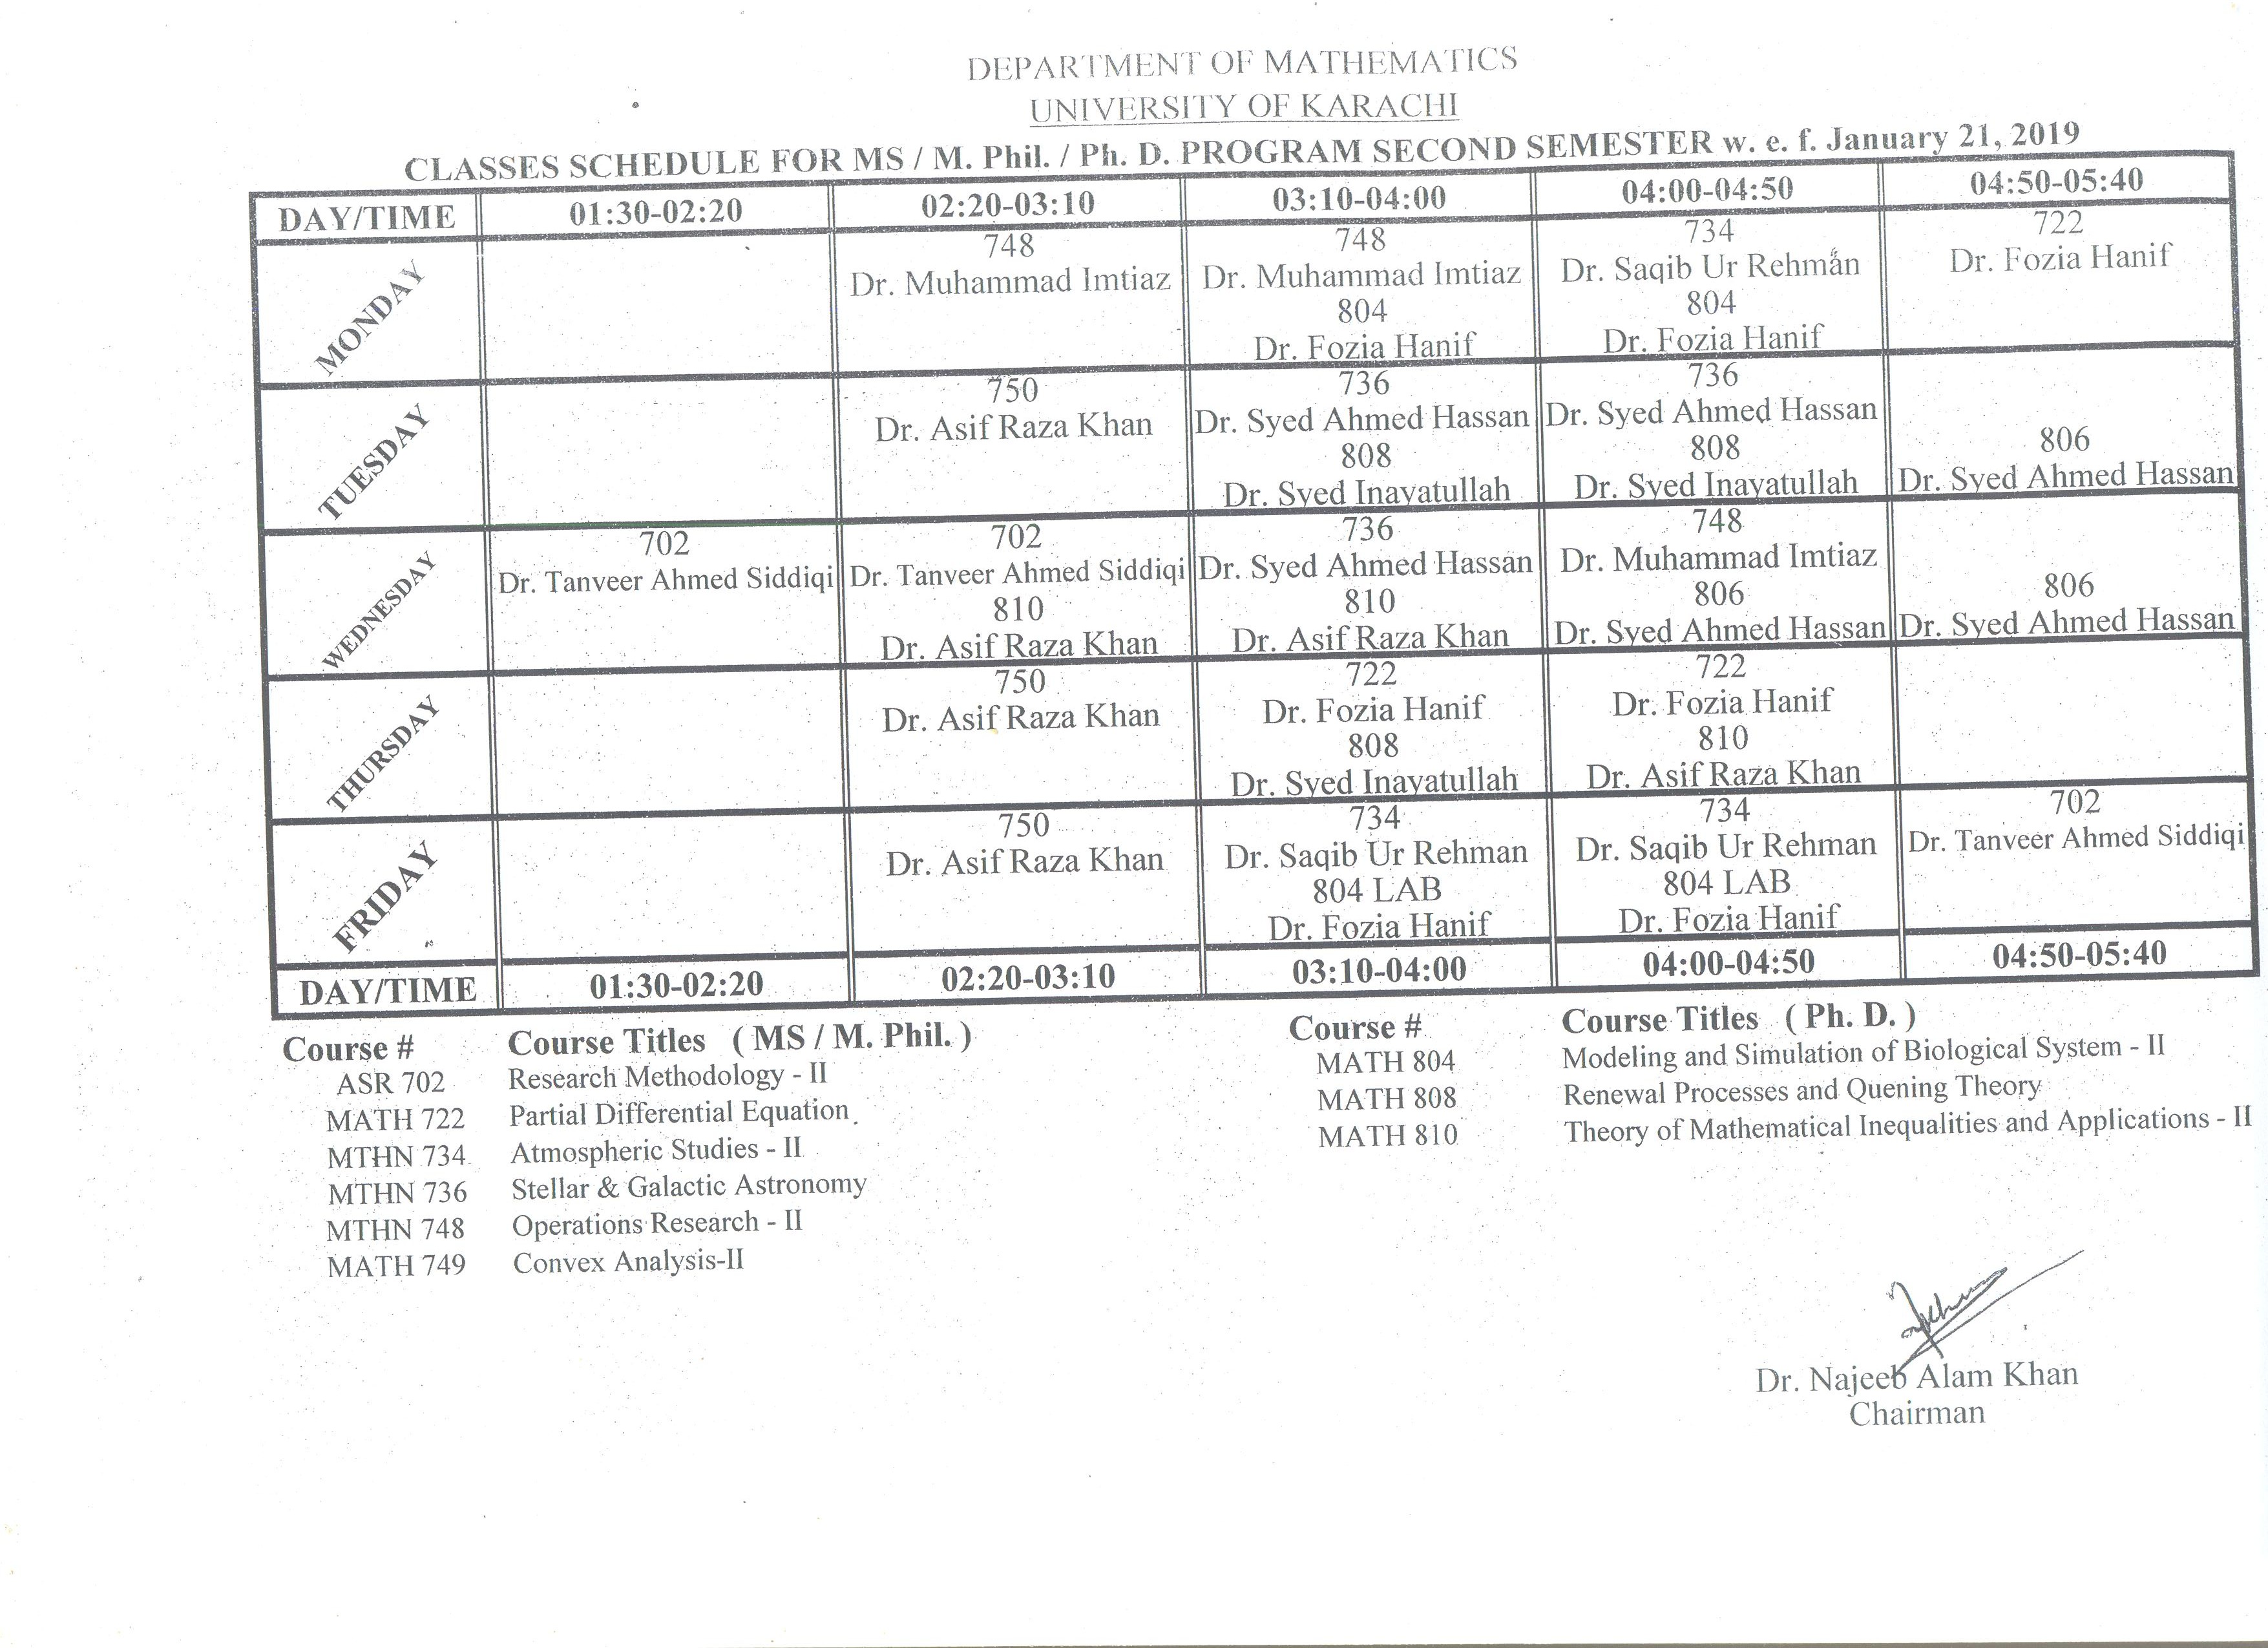 DEPARTMENT OF MATHEMATICS
UNIVERSITY OF KARACHI
CLASSES SCHEDULE FOR MS / M. Phil. / Ph. D. PROGRAM SECOND SEMESTER w. e. f. January 21, 2019
DAY/TIME 01:30-02:20 02:20-03:10 03:10-04:00 04:00-04:50 04:50-05:40
MONDAY
748
Dr. Muhammad Imtiaz
748
Dr. Muhammad Imtiaz
804
Dr. Fozia Hanif
734
Dr. Saqib Ur Rehman
804
Dr. Fozia Hanif
722
Dr. Fozia Hanif
TUESDAY
750
Dr. Asif Raza Khan
736
Dr. Syed Ahmed Hassan
808
Dr. Syed Inayatullah
736
Dr. Syed Ahmed Hassan
808
Dr. Syed Inayatullah
806
Dr. Syed Ahmed Hassan
WEDNESDAY
702
Dr. Tanveer Ahmed Siddiqi
702
Dr. Tanveer Ahmed Siddiqi
810
Dr. Asif Raza Khan
736
Dr. Syed Ahmed Hassan
810
Dr. Asif Raza Khan
748
Dr. Muhammad Imtiaz
806
Dr. Syed Ahmed Hassan
806
Dr. Syed Ahmed Hassan
THURSDAY
750
Dr. Asif Raza Khan
722
Dr. Fozia Hanif
808
Dr. Syed Inayatullah
722
Dr. Fozia Hanif
810
Dr. Asif Raza Khan
FRIDAY
750
Dr. Asif Raza Khan
734
Dr. Saqib Ur Rehman
804 LAB
Dr. Fozia Hanif
734
Dr. Saqib Ur Rehman
804 LAB
Dr. Fozia Hanif
702
Dr. Tanveer Ahmed Siddiqi
DAY/TIME 01:30-02:20 02:20-03:10 03:10-04:00 04:00-04:50 04:50-05:40
Course # Course Titles ( MS / M. Phil. )
ASR 702 Research Methodology - II
MATH 722 Partial Differential Equation
MTHN 734 Atmospheric Studies - II
MTHN 736 Stellar & Galactic Astronomy
MTHN 748 Operations Research - II
MATH 749 Convex Analysis-II
Course # Course Titles ( Ph. D. )
MATH 804 Modeling and Simulation of Biological System - II
MATH 808 Renewal Processes and Quening Theory
MATH 810 Theory of Mathematical Inequalities and Applications - II
Dr. Najeeb Alam Khan
Chairman